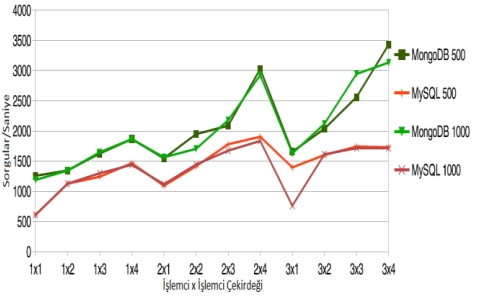 4000
3500
3000
2500
2000
1500
1000
500
0
Sorgular/Saniye
1x1 1x2 1x3 1x4 2x1 2x2 2x3 2x4 3x1 3x2 3x3 3x4
İşlemci x İşlemci Çekirdeği
MongoDB 500
MySQL 500
MongoDB 1000
MySQL 1000